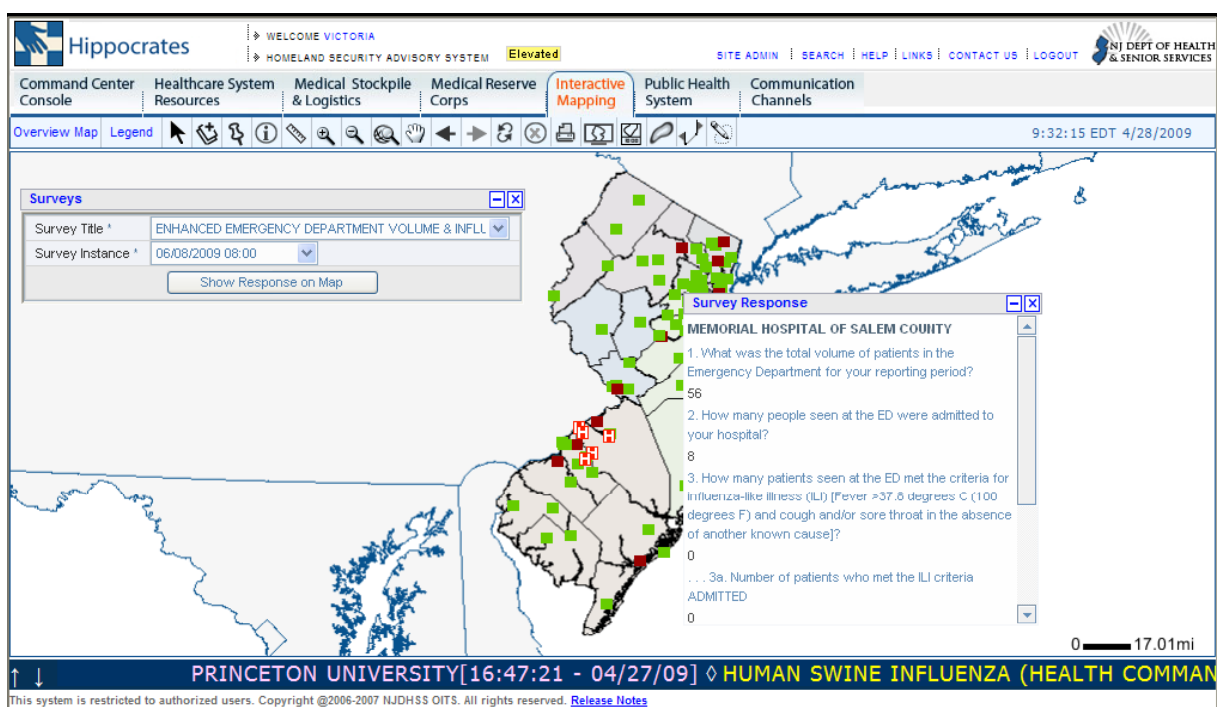 Hippocrates
WELCOME VICTORIA
HOMELAND SECURITY ADVISORY SYSTEM Elevated
SITE ADMIN SEARCH HELP LINKS CONTACT US LOGOUT
NJ DEPT OF HEALTH
& SENIOR SERVICES
Command Center Console
Healthcare System Resources
Medical Stockpile & Logistics
Medical Reserve Corps
Interactive Mapping
Public Health System
Communication Channels
Overview Map Legend
9:32:15 EDT 4/28/2009
Surveys
Survey Title * ENHANCED EMERGENCY DEPARTMENT VOLUME & INFLU
Survey Instance * 06/08/2009 08:00
Show Response on Map
Survey Response
MEMORIAL HOSPITAL OF SALEM COUNTY
1. What was the total volume of patients in the
Emergency Department for your reporting period?
56
2. How many people seen at the ED were admitted to
your hospital?
8
3. How many patients seen at the ED met the criteria for
influenza-like illness (ILI) [Fever >37.8 degrees C (100
degrees F) and cough and/or sore throat in the absence
of another known cause]?
0
. . . 3a. Number of patients who met the ILI criteria
ADMITTED
0
0 17.01mi
PRINCETON UNIVERSITY[16:47:21 - 04/27/09] ◊ HUMAN SWINE INFLUENZA (HEALTH COMMAN
This system is restricted to authorized users. Copyright @2006-2007 NJDHSS OITS. All rights reserved. Release Notes